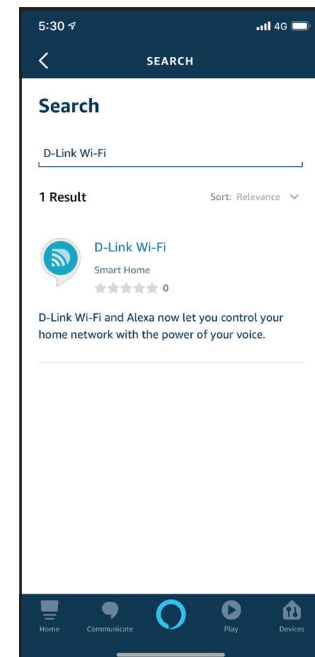 5:30 4G
SEARCH
Search
D-Link Wi-Fi
1 Result Sort: Relevance
D-Link Wi-Fi
Smart Home
0
D-Link Wi-Fi and Alexa now let you control your
home network with the power of your voice.
Home Communicate Play Devices